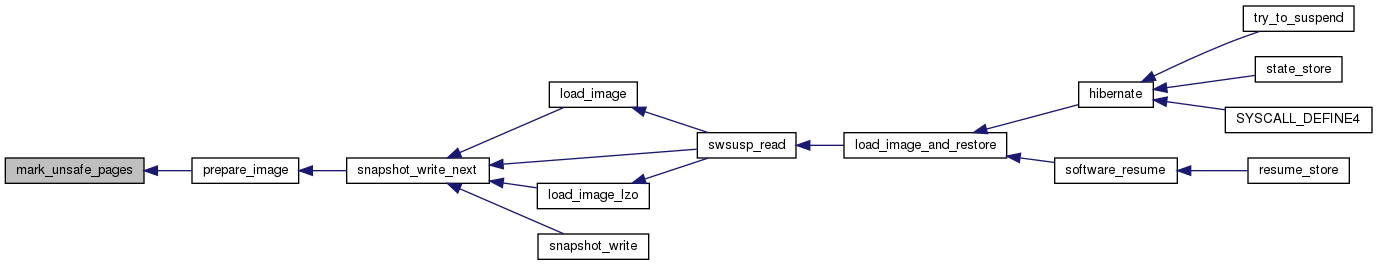 try_to_suspend
state_store
load_image
hibernate
SYSCALL_DEFINE4
swsusp_read
load_image_and_restore
mark_unsafe_pages
prepare_image
snapshot_write_next
software_resume
resume_store
load_image_lzo
snapshot_write